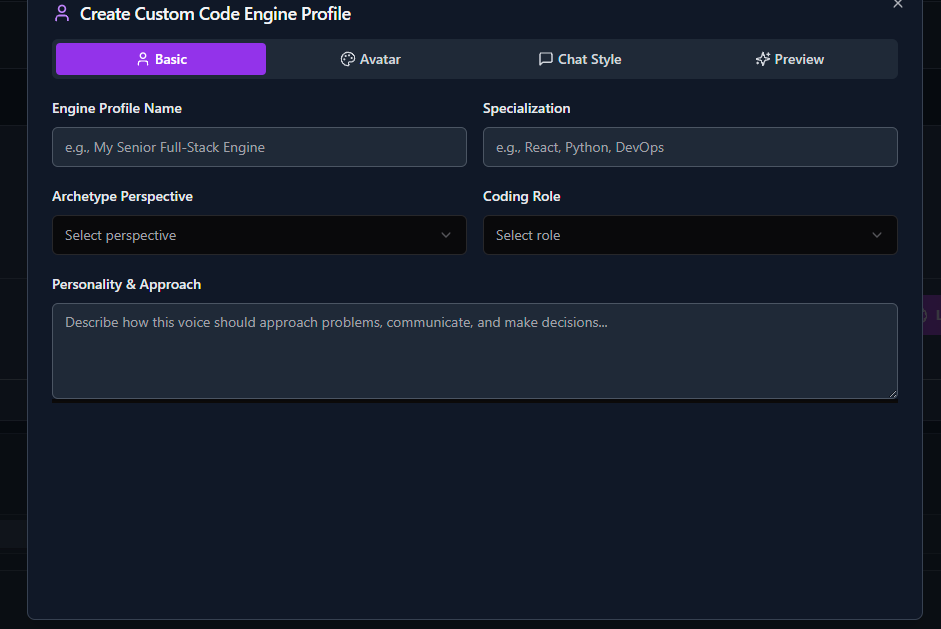 Create Custom Code Engine Profile
Basic
Avatar
Chat Style
Preview
Engine Profile Name
Specialization
e.g., My Senior Full-Stack Engine
e.g., React, Python, DevOps
Archetype Perspective
Coding Role
Select perspective
Select role
Personality & Approach
Describe how this voice should approach problems, communicate, and make decisions...